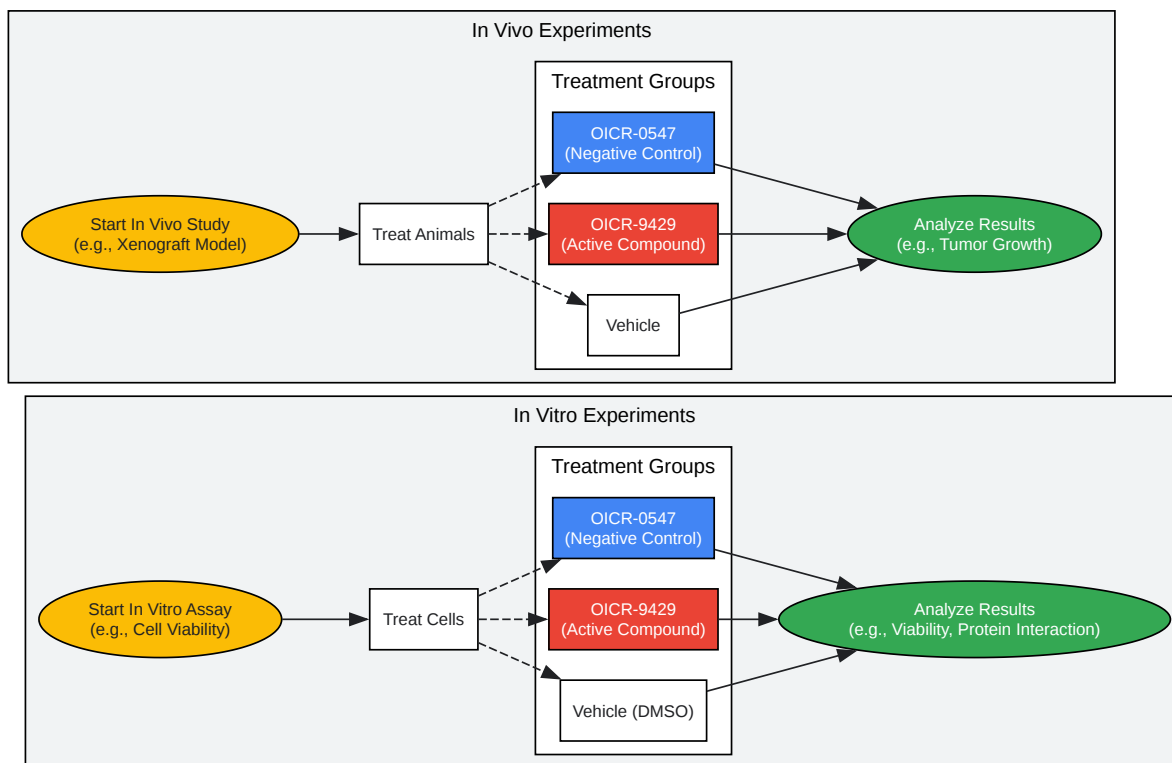 In Vivo Experiments
Treatment Groups
OICR-0547
(Negative Control)
Start In Vivo Study
(e.g., Xenograft Model)
Treat Animals
OICR-9429
(Active Compound)
Analyze Results
(e.g., Tumor Growth)
Vehicle
In Vitro Experiments
Treatment Groups
OICR-0547
(Negative Control)
Start In Vitro Assay
(e.g., Cell Viability)
Treat Cells
OICR-9429
(Active Compound)
Analyze Results
(e.g., Viability, Protein Interaction)
Vehicle (DMSO)